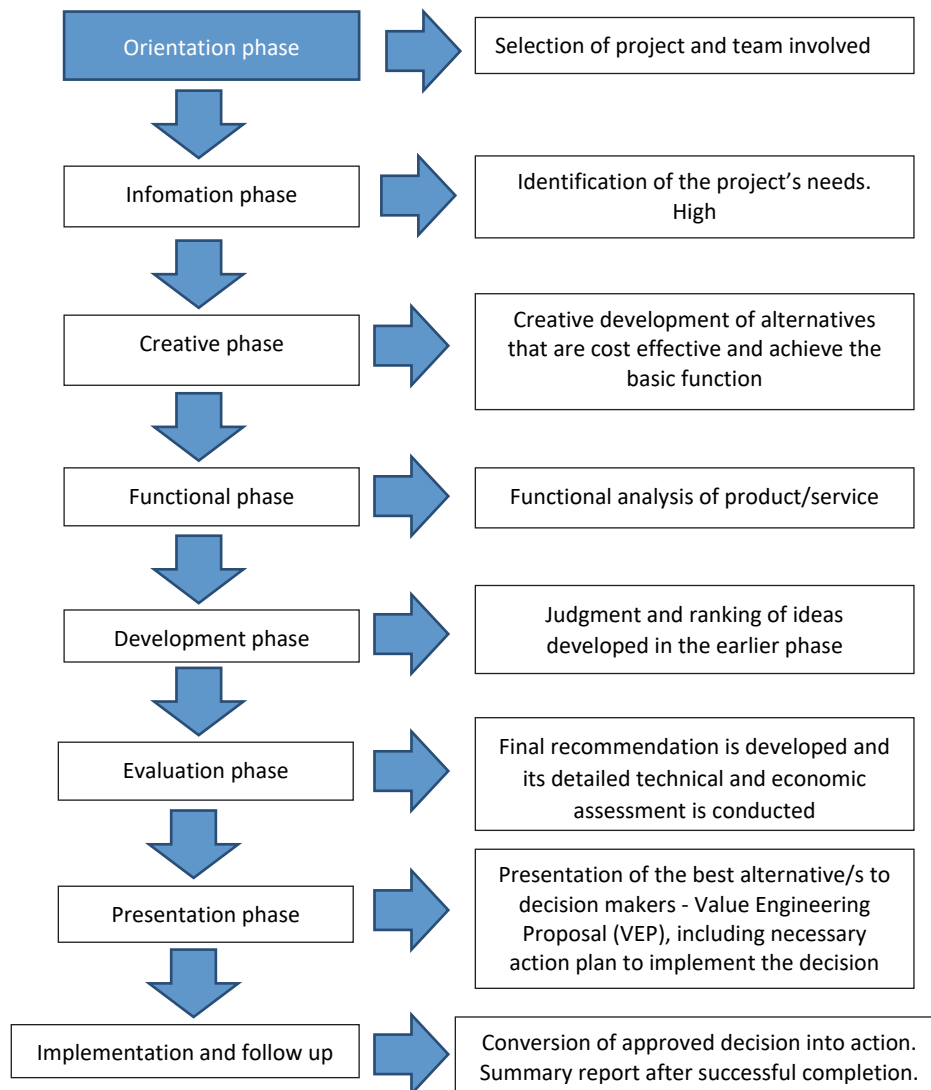 Orientation phase
Selection of project and team involved
Infomation phase
Identification of the project’s needs.
High
Creative phase
Creative development of alternatives
that are cost effective and achieve the
basic function
Functional phase
Functional analysis of product/service
Development phase
Judgment and ranking of ideas
developed in the earlier phase
Evaluation phase
Final recommendation is developed and
its detailed technical and economic
assessment is conducted
Presentation phase
Presentation of the best alternative/s to
decision makers - Value Engineering
Proposal (VEP), including necessary
action plan to implement the decision
Implementation and follow up
Conversion of approved decision into action.
Summary report after successful completion.